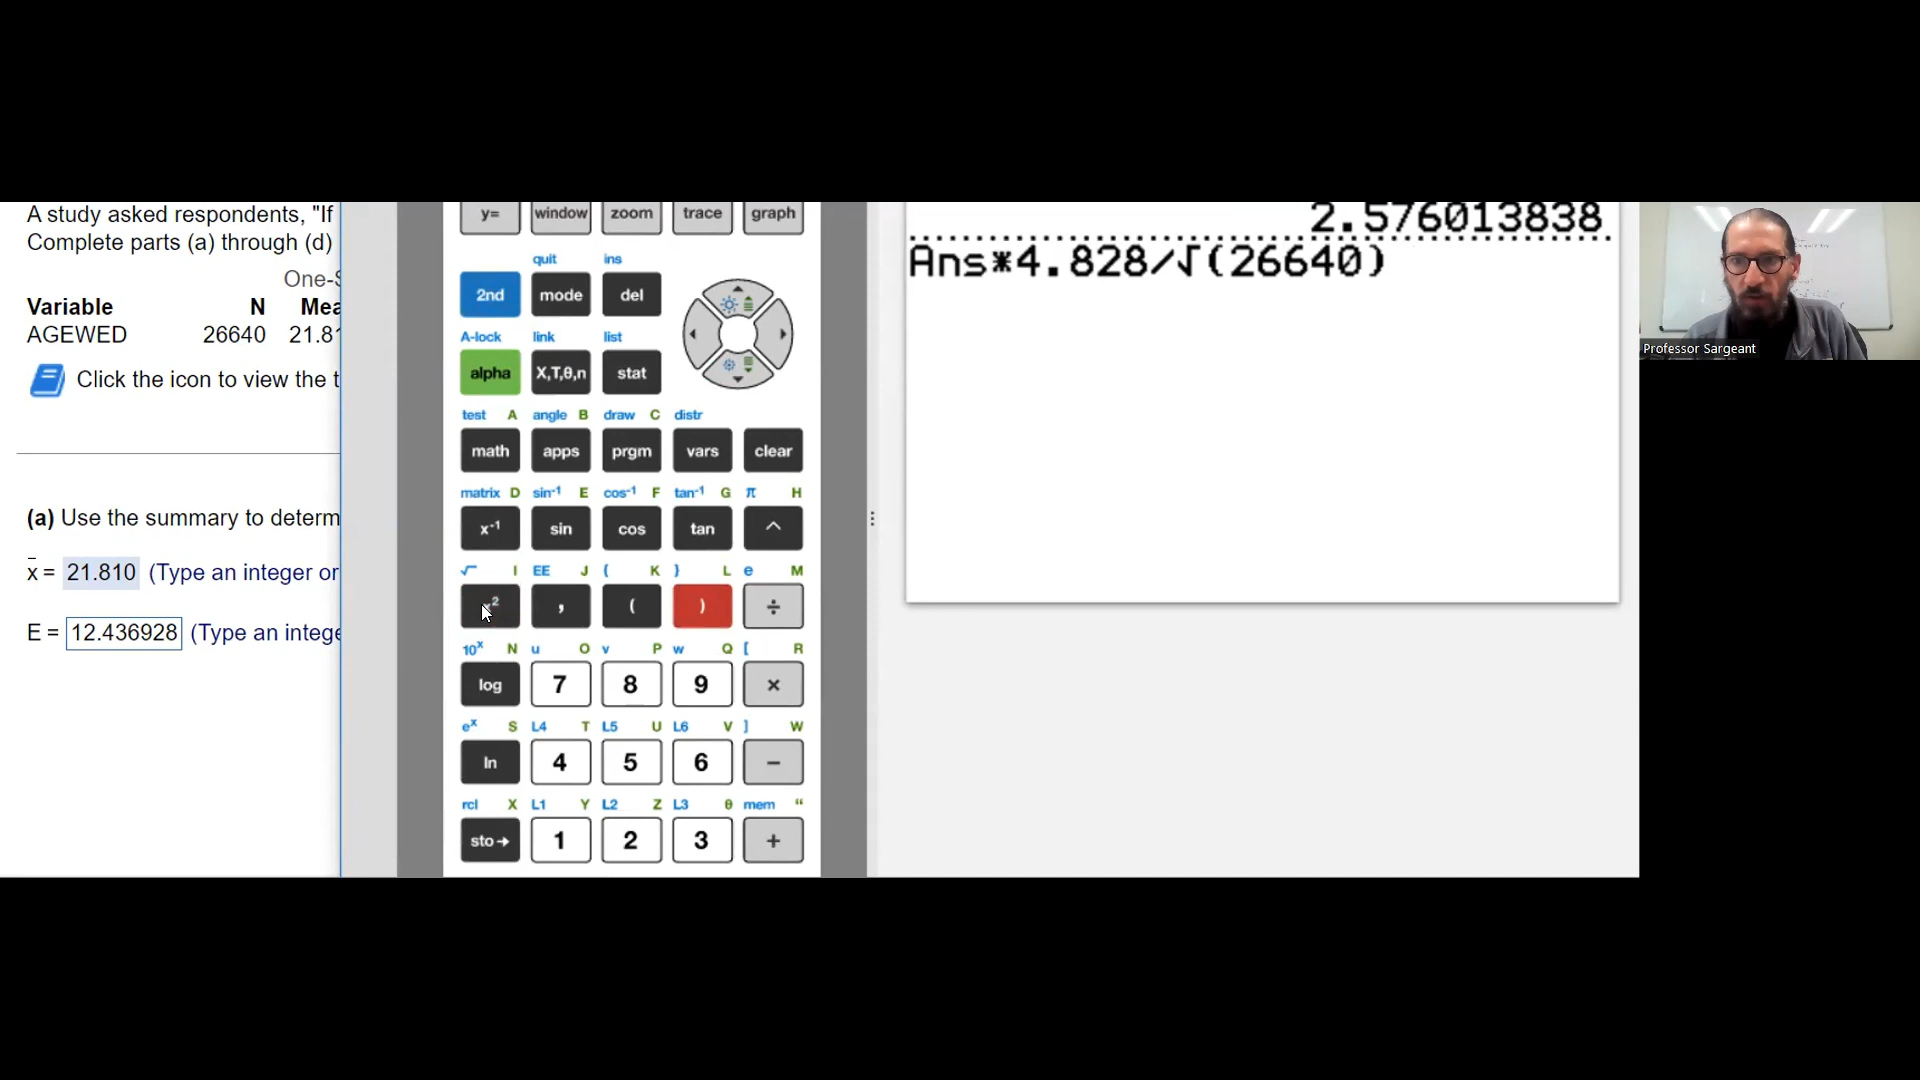 A study asked respondents, "If
Complete parts (a) through (d)
One-S
Variable N Mea
AGEWED 26640 21.81
Click the icon to view the t
(a) Use the summary to determ
x = 21.810 (Type an integer or
E = 12.436928 (Type an intege
y= window zoom trace graph
quit ins
2nd mode del
A-lock link list
alpha X,T,θ,n stat
test A angle B draw C distr
math apps prgm vars clear
matrix D sin-1 E cos-1 F tan-1 G π H
x-1 sin cos tan ^
√ I EE J { K } L e M
x2 , ( ) ÷
10x N u O v P w Q [ R
log 7 8 9 ×
ex S L4 T L5 U L6 V ] W
ln 4 5 6 −
rcl X L1 Y L2 Z L3 θ mem "
sto→ 1 2 3 +
2.576013838
Ans*4.828/√(26640)
Professor Sargeant